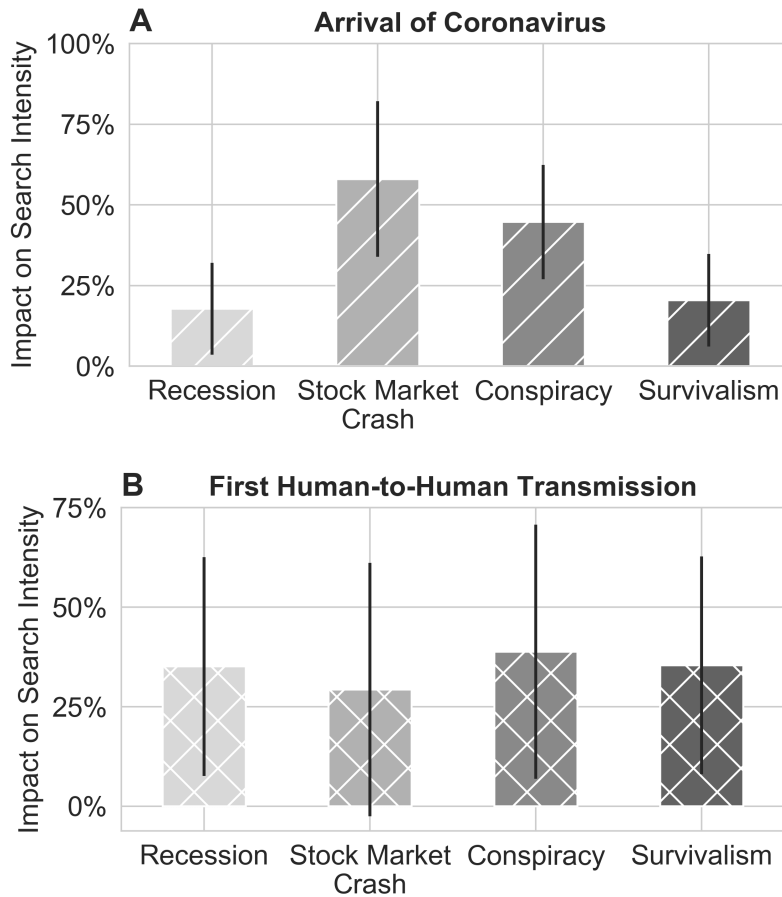 A
Arrival of Coronavirus
Impact on Search Intensity
100%
75%
50%
25%
0%
Recession
Stock Market
Crash
Conspiracy
Survivalism
B
First Human-to-Human Transmission
Impact on Search Intensity
75%
50%
25%
0%
Recession
Stock Market
Crash
Conspiracy
Survivalism